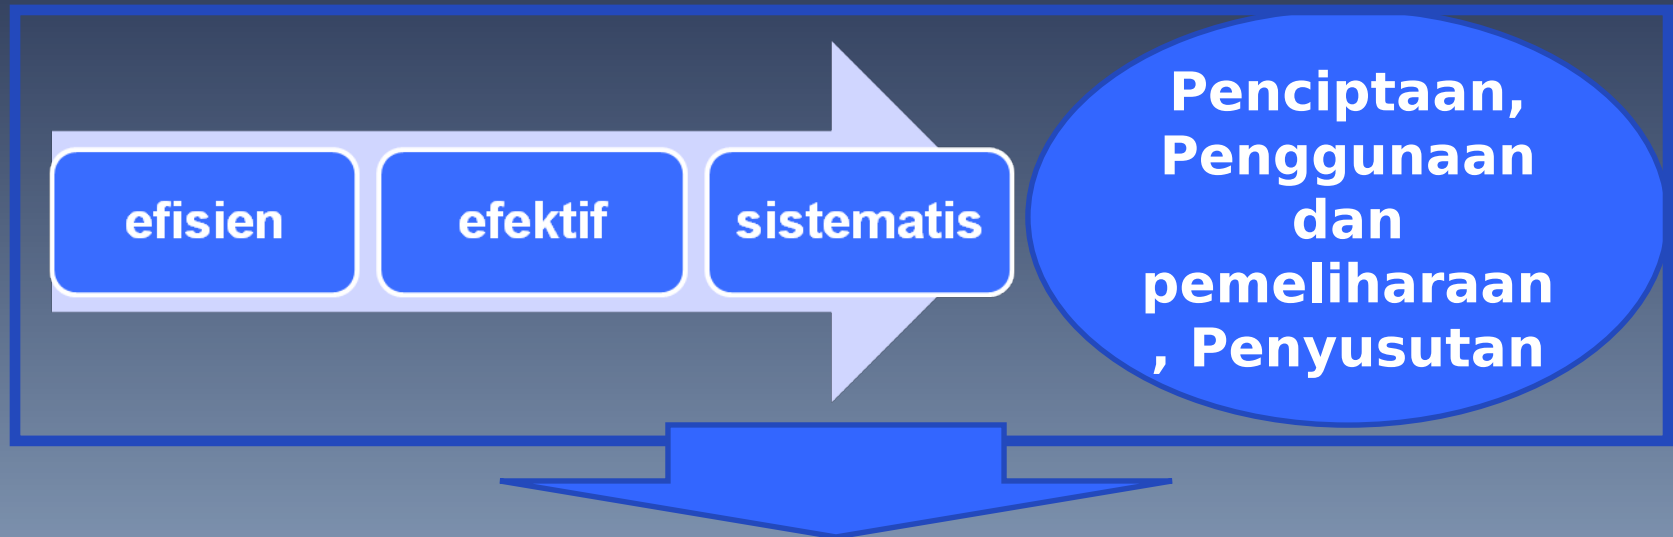 efisien
efektif
sistematis
Penciptaan,
Penggunaan
dan
pemeliharaan
, Penyusutan